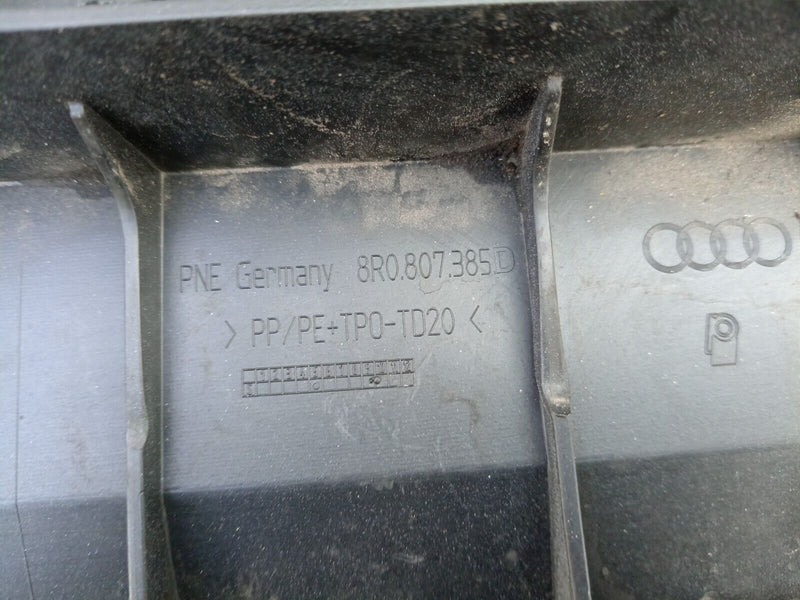 PNE Germany 8R0.807.385.D
> PP/PE+TPO-TD20 <